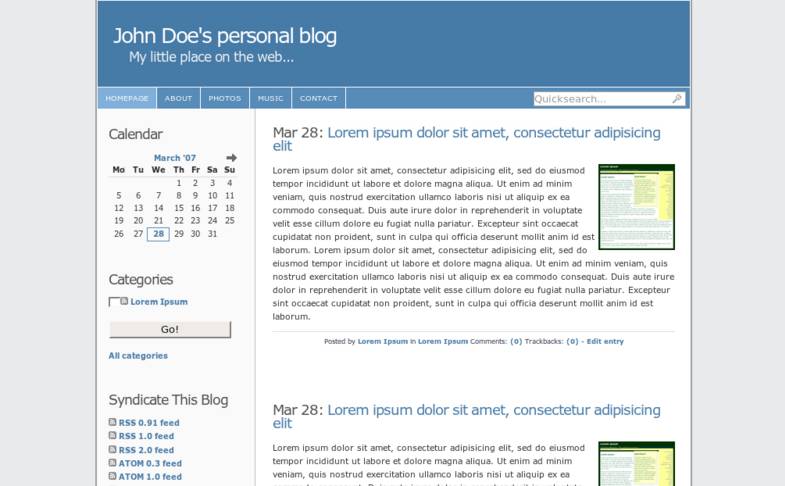 John Doe's personal blog
My little place on the web...
HOMEPAGE ABOUT PHOTOS MUSIC CONTACT Quicksearch...
Calendar
March '07
Mo Tu We Th Fr Sa Su
1 2 3 4
5 6 7 8 9 10 11
12 13 14 15 16 17 18
19 20 21 22 23 24 25
26 27 28 29 30 31
Categories
Lorem Ipsum
Go!
All categories
Syndicate This Blog
RSS 0.91 feed
RSS 1.0 feed
RSS 2.0 feed
ATOM 0.3 feed
ATOM 1.0 feed
Mar 28: Lorem ipsum dolor sit amet, consectetur adipisicing
elit
Lorem ipsum dolor sit amet, consectetur adipisicing elit, sed do eiusmod
tempor incididunt ut labore et dolore magna aliqua. Ut enim ad minim
veniam, quis nostrud exercitation ullamco laboris nisi ut aliquip ex ea
commodo consequat. Duis aute irure dolor in reprehenderit in voluptate
velit esse cillum dolore eu fugiat nulla pariatur. Excepteur sint occaecat
cupidatat non proident, sunt in culpa qui officia deserunt mollit anim id est
laborum. Lorem ipsum dolor sit amet, consectetur adipisicing elit, sed do
eiusmod tempor incididunt ut labore et dolore magna aliqua. Ut enim ad minim veniam, quis
nostrud exercitation ullamco laboris nisi ut aliquip ex ea commodo consequat. Duis aute irure
dolor in reprehenderit in voluptate velit esse cillum dolore eu fugiat nulla pariatur. Excepteur
sint occaecat cupidatat non proident, sunt in culpa qui officia deserunt mollit anim id est
laborum.
Posted by Lorem Ipsum in Lorem Ipsum Comments: (0) Trackbacks: (0) - Edit entry
Mar 28: Lorem ipsum dolor sit amet, consectetur adipisicing
elit
Lorem ipsum dolor sit amet, consectetur adipisicing elit, sed do eiusmod
tempor incididunt ut labore et dolore magna aliqua. Ut enim ad minim
veniam, quis nostrud exercitation ullamco laboris nisi ut aliquip ex ea